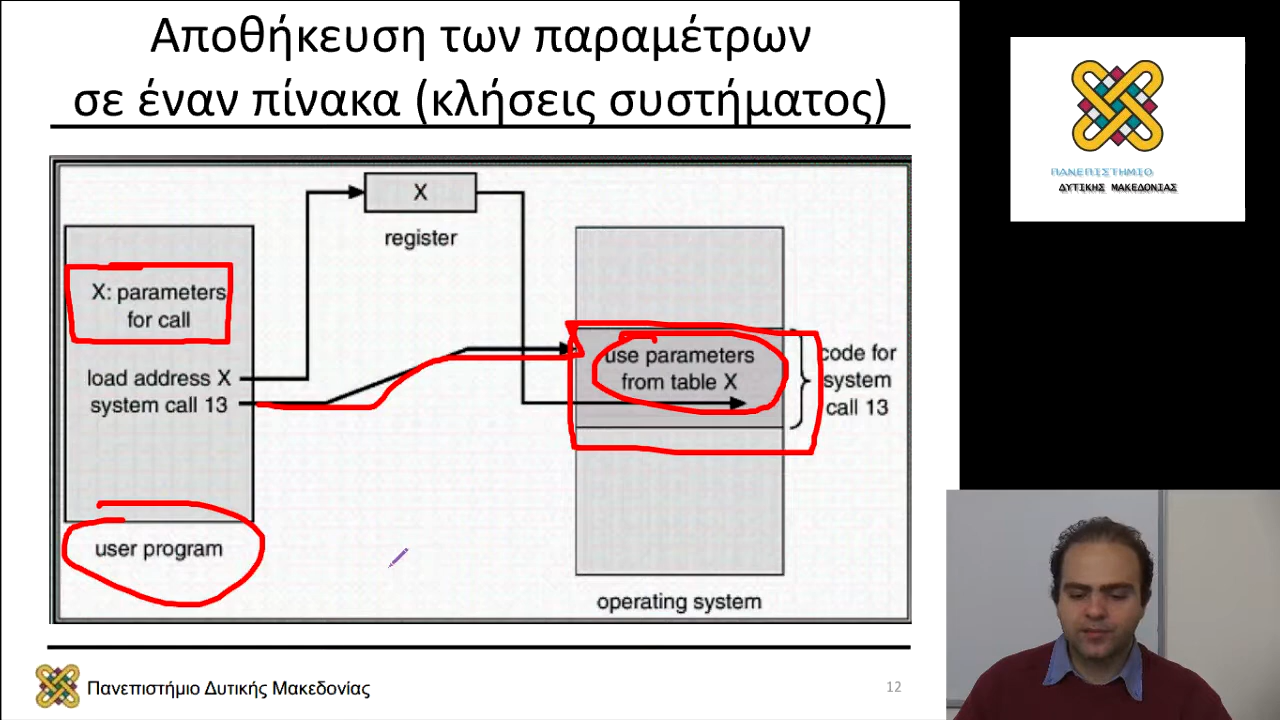 Αποθήκευση των παραμέτρων
σε έναν πίνακα (κλήσεις συστήματος)
X
register
X: parameters
for call
load address X
system call 13
user program
use parameters
from table X
code for
system
call 13
operating system
Πανεπιστήμιο Δυτικής Μακεδονίας
12
ΠΑΝΕΠΙΣΤΗΜΙΟ
ΔΥΤΙΚΗΣ ΜΑΚΕΔΟΝΙΑΣ